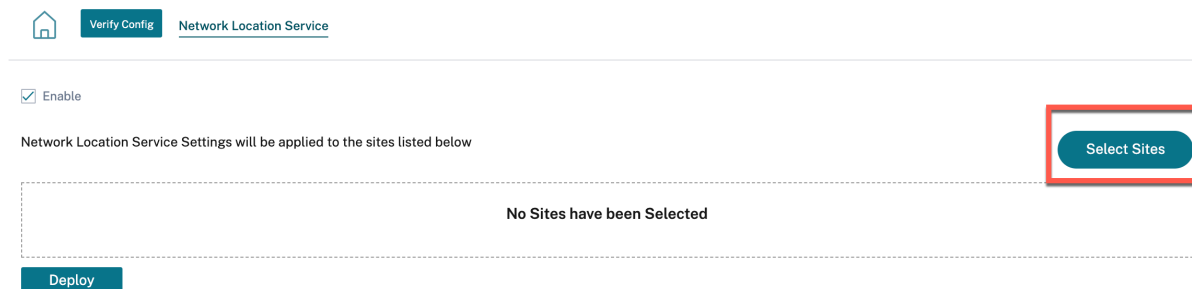 Verify Config
Network Location Service
Enable
Network Location Service Settings will be applied to the sites listed below
Select Sites
No Sites have been Selected
Deploy